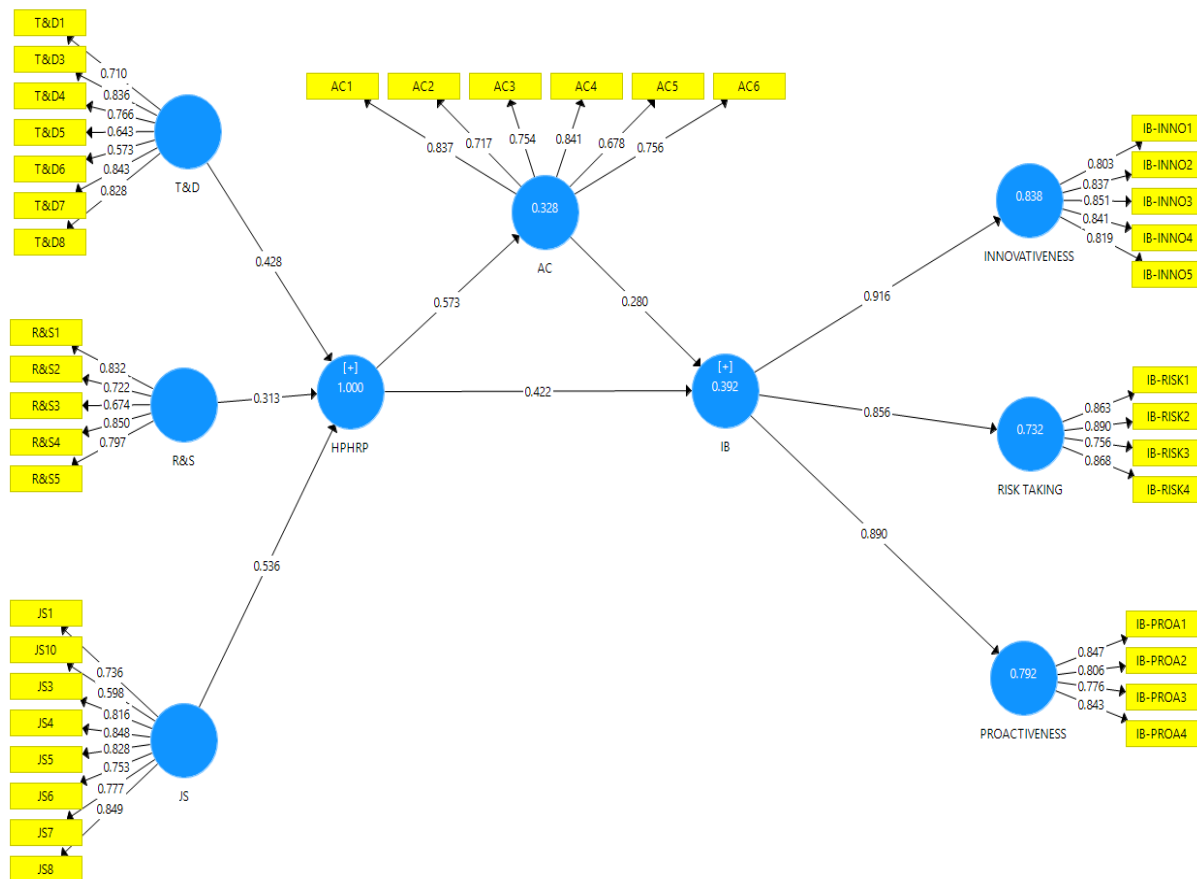 T&D1
T&D3
T&D4
T&D5
T&D6
T&D7
T&D8
0.710
0.836
0.766
0.643
0.573
0.843
0.828
T&D
0.428
R&S1
R&S2
R&S3
R&S4
R&S5
0.832
0.722
0.674
0.850
0.797
R&S
0.313
JS1
JS10
JS3
JS4
JS5
JS6
JS7
JS8
0.736
0.598
0.816
0.848
0.828
0.753
0.777
0.849
JS
0.536
[+]
1.000
HPHRP
0.573
0.422
AC1
AC2
AC3
AC4
AC5
AC6
0.837
0.717
0.754
0.841
0.678
0.756
0.328
AC
0.280
[+]
0.392
IB
0.916
0.856
0.890
0.838
INNOVATIVENESS
0.803
0.837
0.851
0.841
0.819
IB-INNO1
IB-INNO2
IB-INNO3
IB-INNO4
IB-INNO5
0.732
RISK TAKING
0.863
0.890
0.756
0.868
IB-RISK1
IB-RISK2
IB-RISK3
IB-RISK4
0.792
PROACTIVENESS
0.847
0.806
0.776
0.843
IB-PROA1
IB-PROA2
IB-PROA3
IB-PROA4